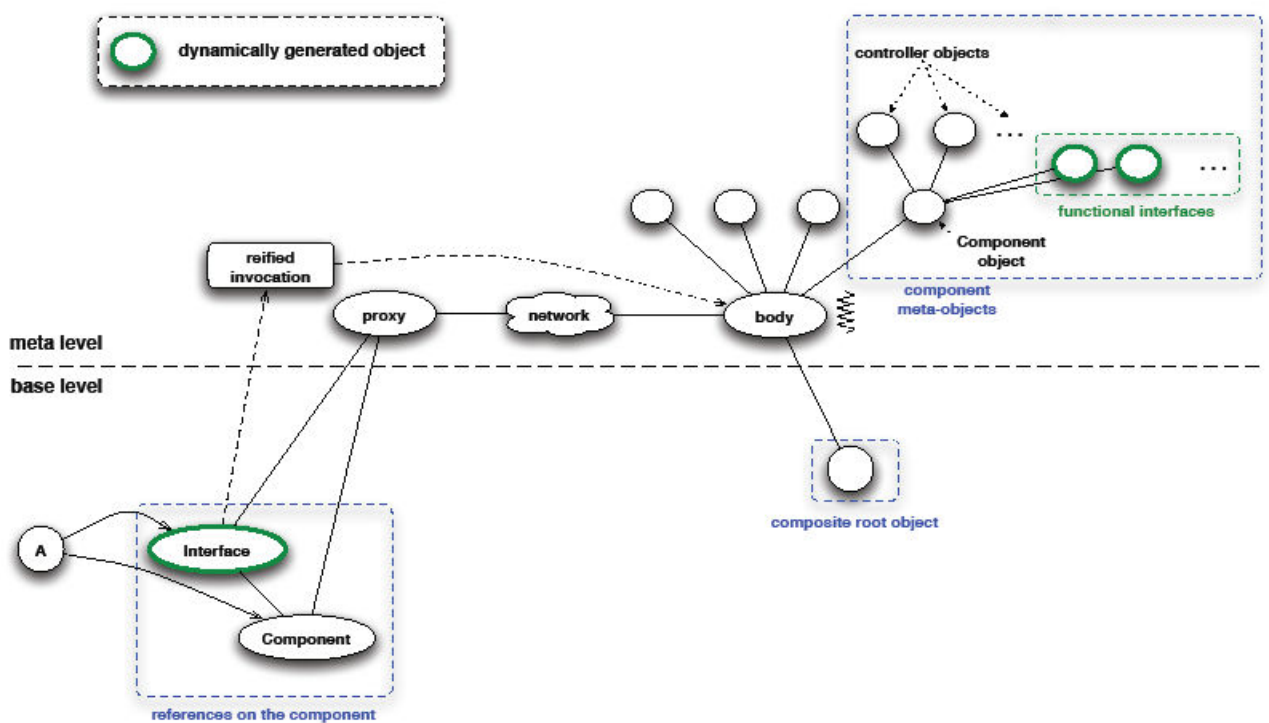 dynamically generated object
controller objects
...
...
functional interfaces
Component
object
component
meta-objects
reified
invocation
proxy
network
body
meta level
base level
composite root object
A
Interface
Component
references on the component